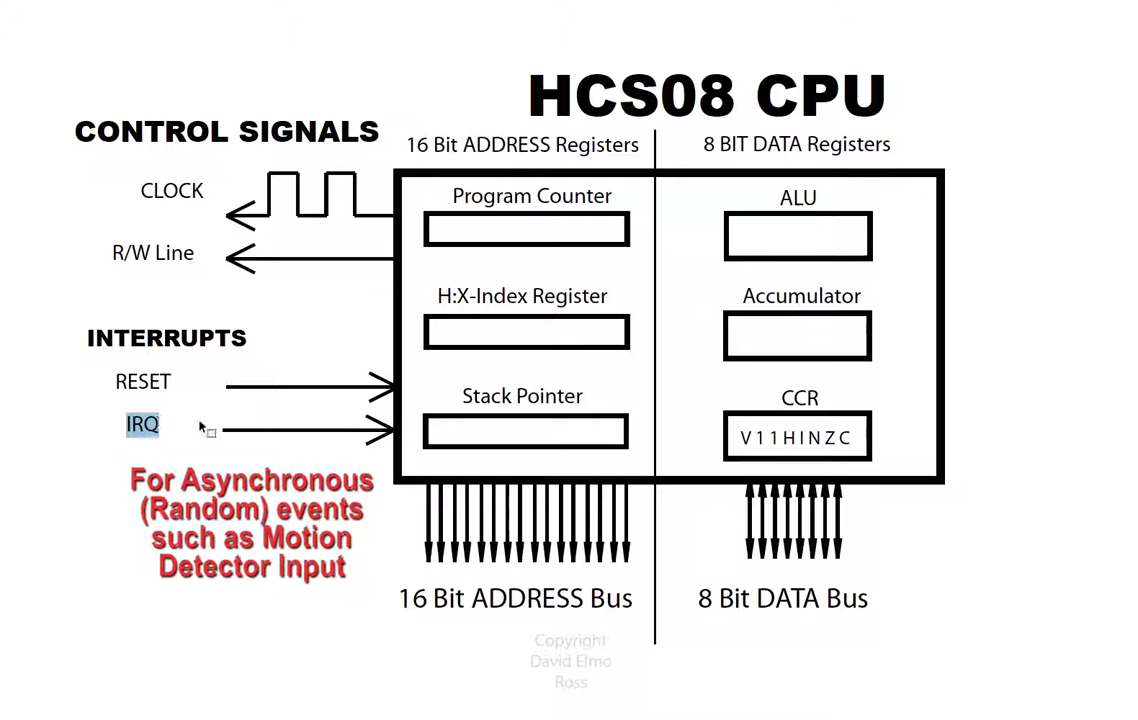 HCS08 CPU
CONTROL SIGNALS
16 Bit ADDRESS Registers
8 BIT DATA Registers
CLOCK
R/W Line
Program Counter
ALU
H:X-Index Register
Accumulator
INTERRUPTS
RESET
IRQ
Stack Pointer
CCR
V 1 1 H I N Z C
For Asynchronous
(Random) events
such as Motion
Detector Input
16 Bit ADDRESS Bus
8 Bit DATA Bus
Copyright
David Elmo
Ross